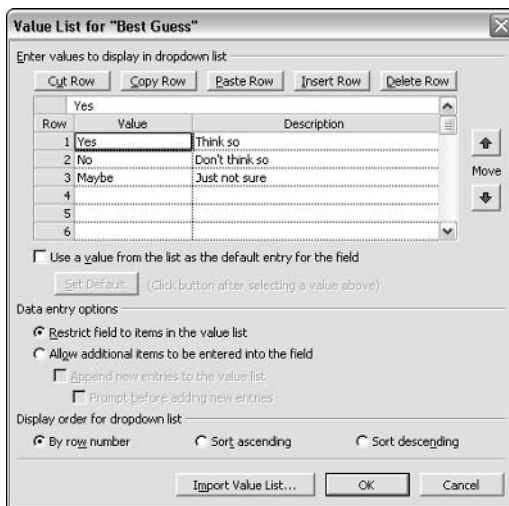 Value List for "Best Guess"
Enter values to display in dropdown list
Cut Row Copy Row Paste Row Insert Row Delete Row
Yes
Row Value Description
1 Yes Think so
2 No Don't think so
3 Maybe Just not sure
4
5
6
Move
Use a value from the list as the default entry for the field
Set Default (Click button after selecting a value above)
Data entry options
Restrict field to items in the value list
Allow additional items to be entered into the field
Append new entries to the value list
Prompt before adding new entries
Display order for dropdown list
By row number Sort ascending Sort descending
Import Value List... OK Cancel